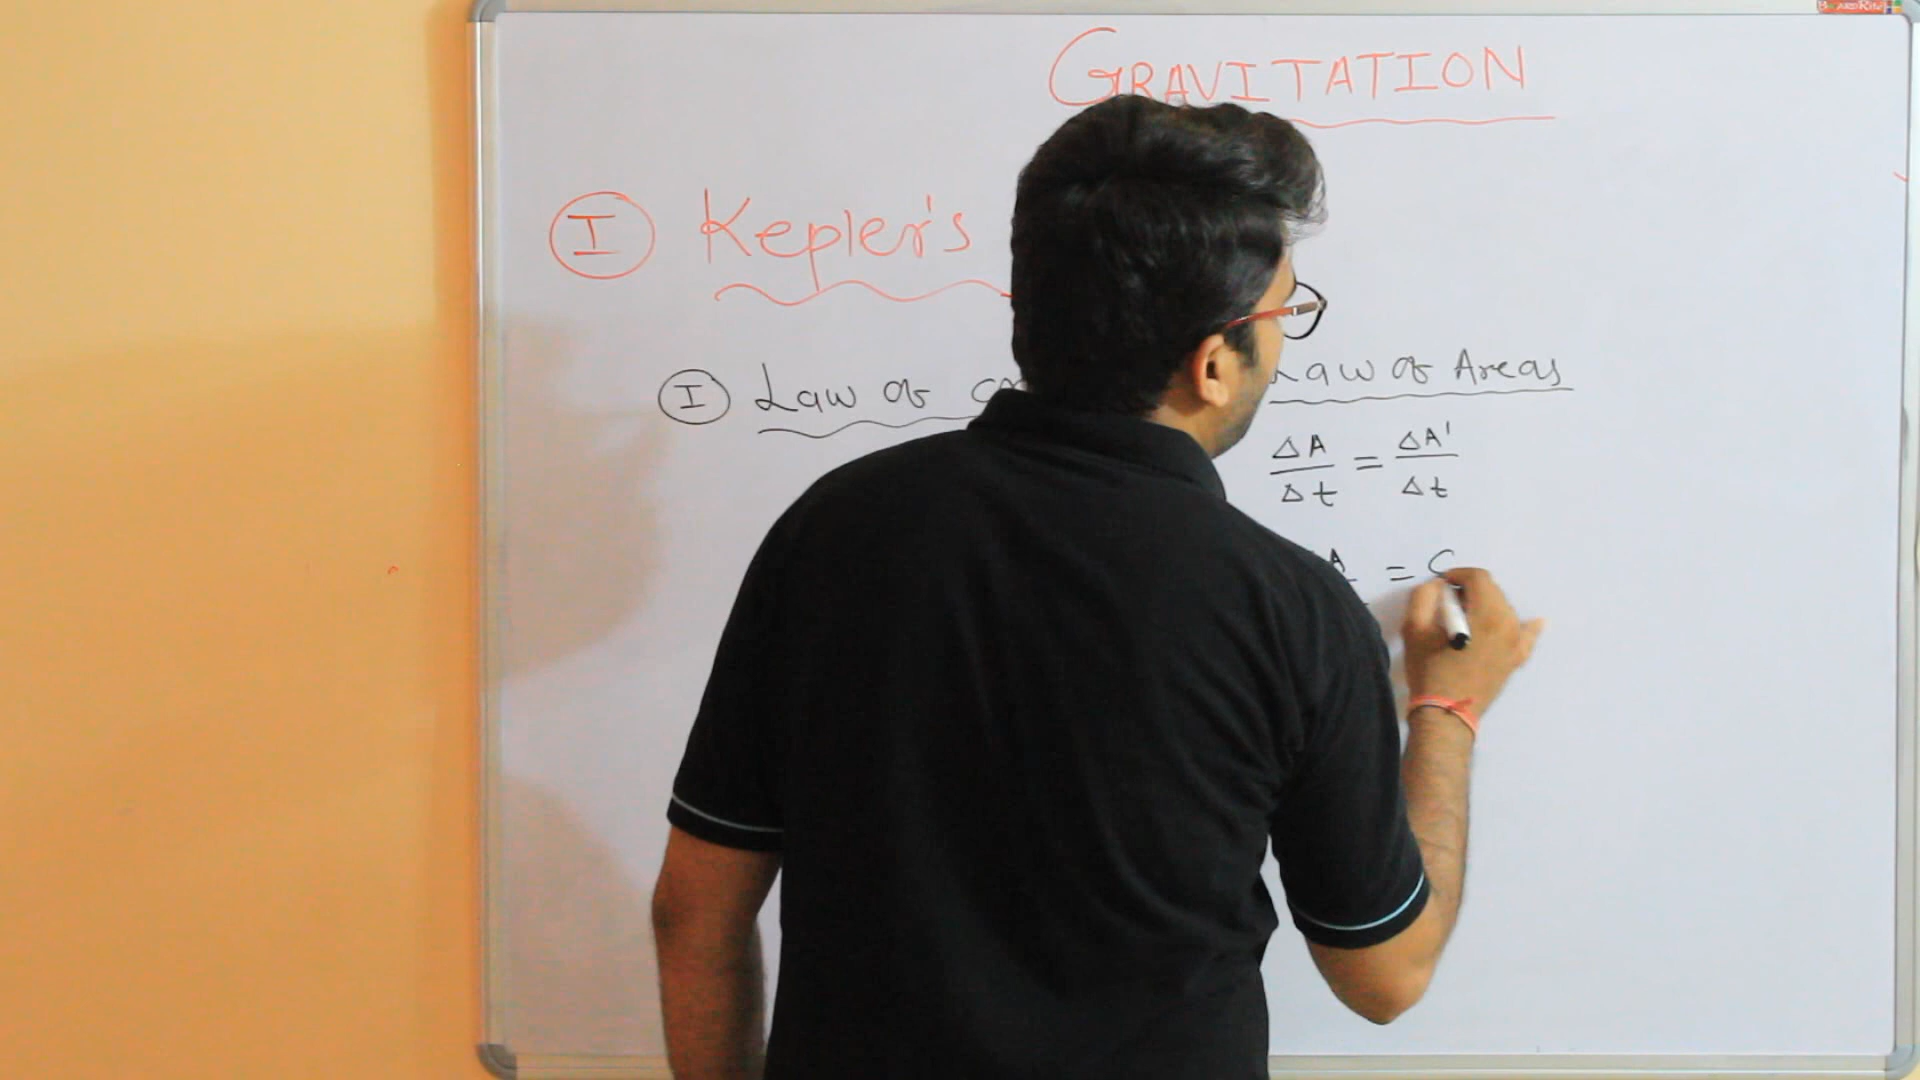 GRAVITATION
I Kepler's
I Law of
Law of Areas
ΔA/Δt = ΔA'/Δt
A = C